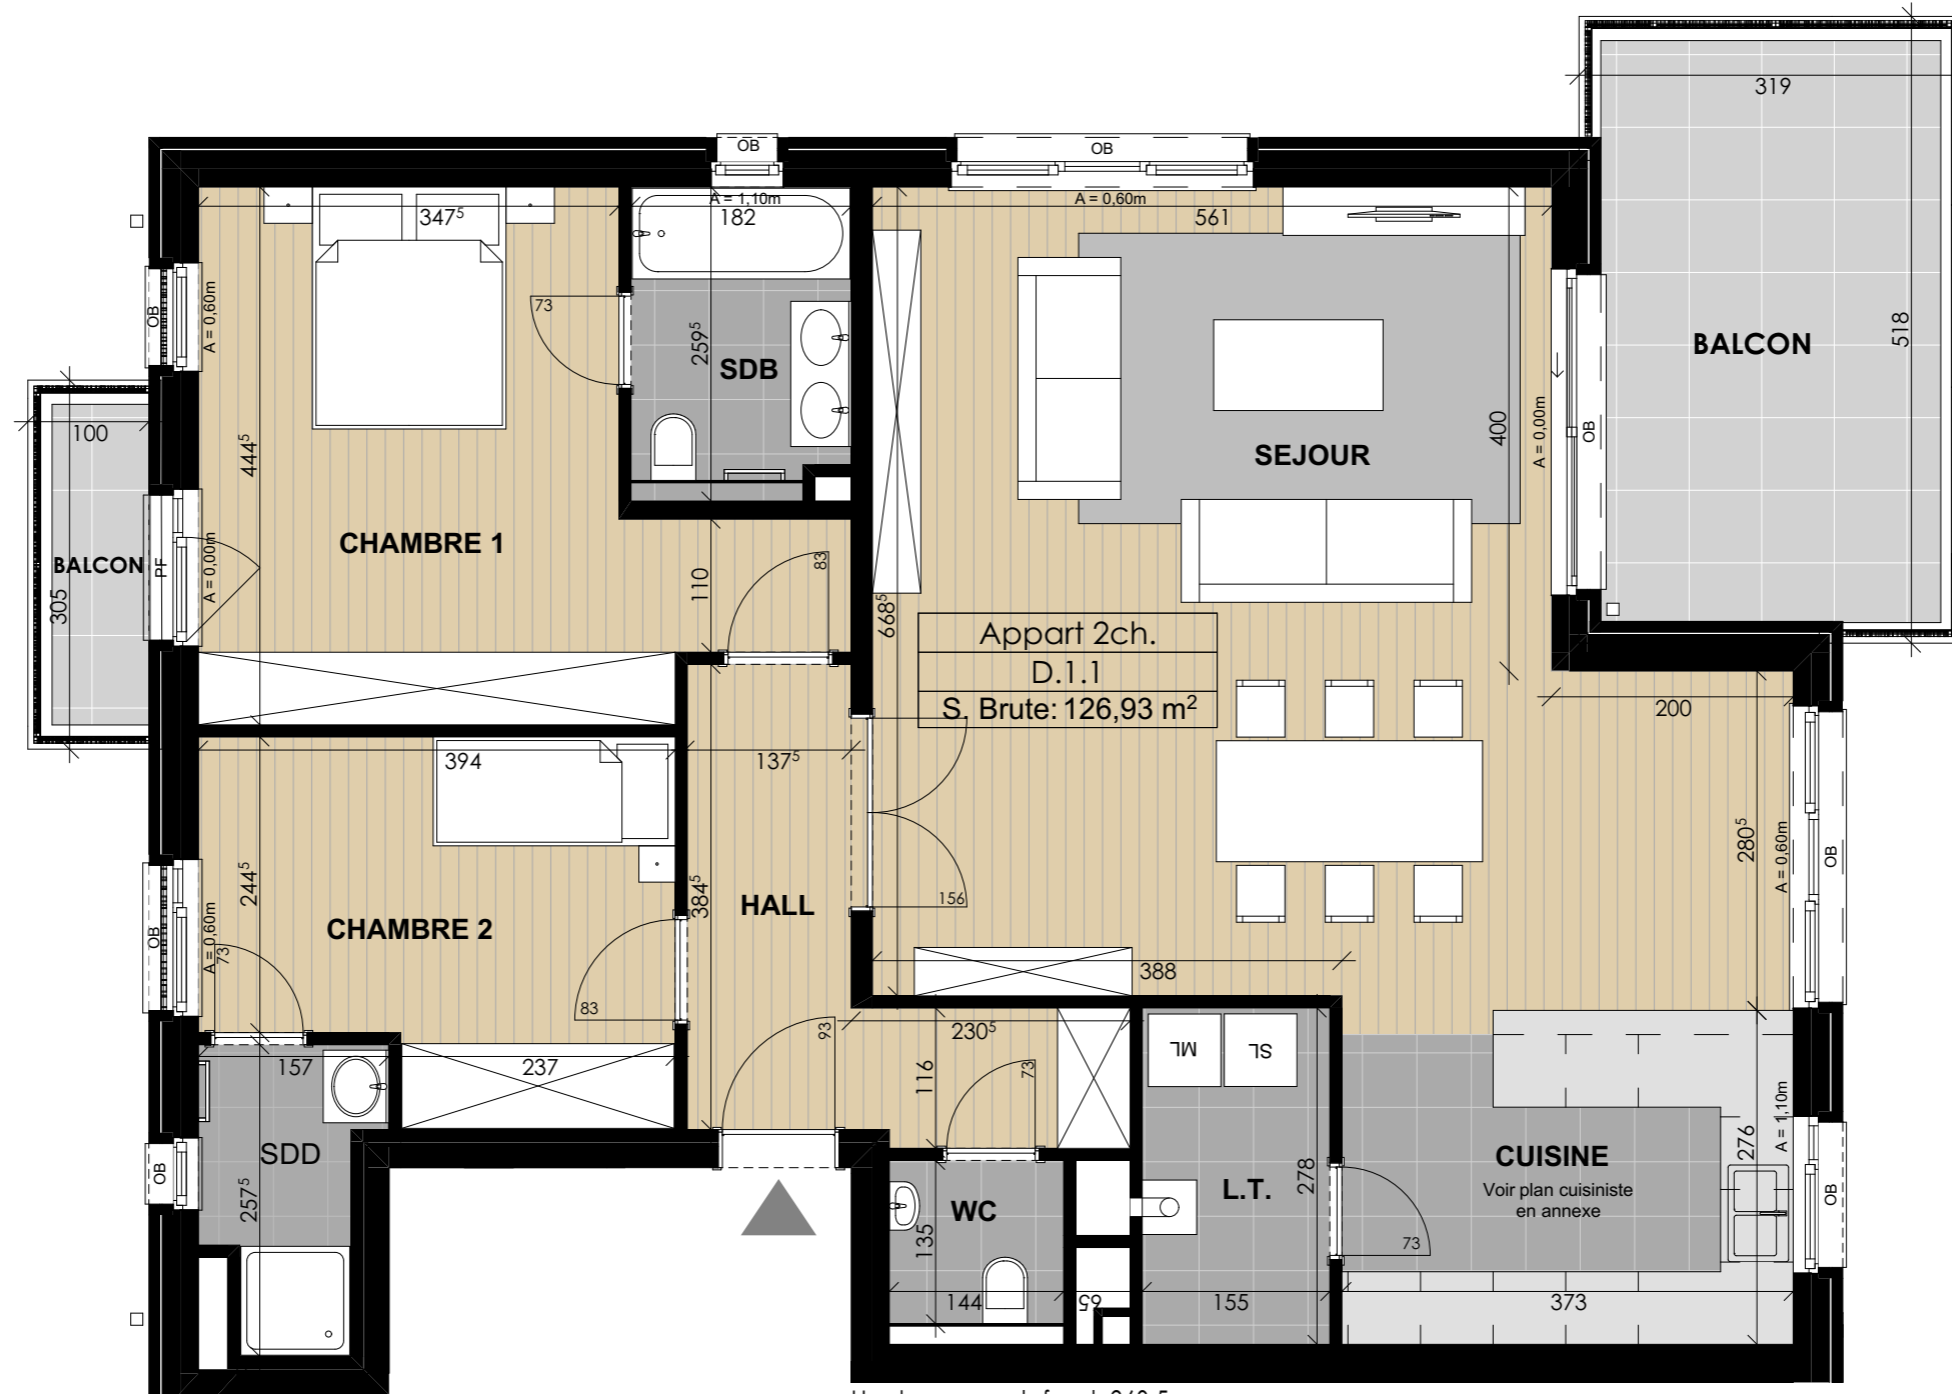 319
OB
OB
A = 1,10m
A = 0,60m
347⁵
182
561
OB
A = 0,60m
73
259⁵
SDB
BALCON
518
100
444⁵
400
A = 0,00m
OB
SEJOUR
CHAMBRE 1
BALCON
PF
A = 0,00m
305
110
83
668⁵
Appart 2ch.
D.1.1
S. Brute: 126,93 m²
200
394
137⁵
244⁵
384⁵
HALL
156
280⁵
A = 0,60m
OB
CHAMBRE 2
OB
A = 0,60m
73
83
93
388
230⁵
116
73
ML
SL
157
237
SDD
257⁵
OB
WC
135
144
65
L.T.
278
155
CUISINE
Voir plan cuisiniste
en annexe
276
A = 1,10m
OB
73
373